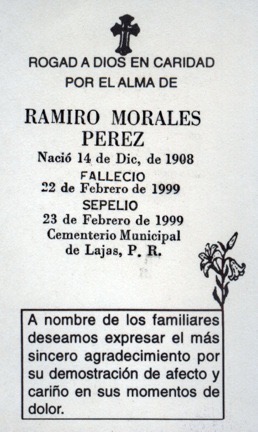 ROGAD A DIOS EN CARIDAD
POR EL ALMA DE
RAMIRO MORALES
PEREZ
Nació 14 de Dic, de 1908
FALLECIO
22 de Febrero de 1999
SEPELIO
23 de Febrero de 1999
Cementerio Municipal
de Lajas, P. R.
A nombre de los familiares
deseamos expresar el más
sincero agradecimiento por
su demostración de afecto y
cariño en sus momentos de
dolor.